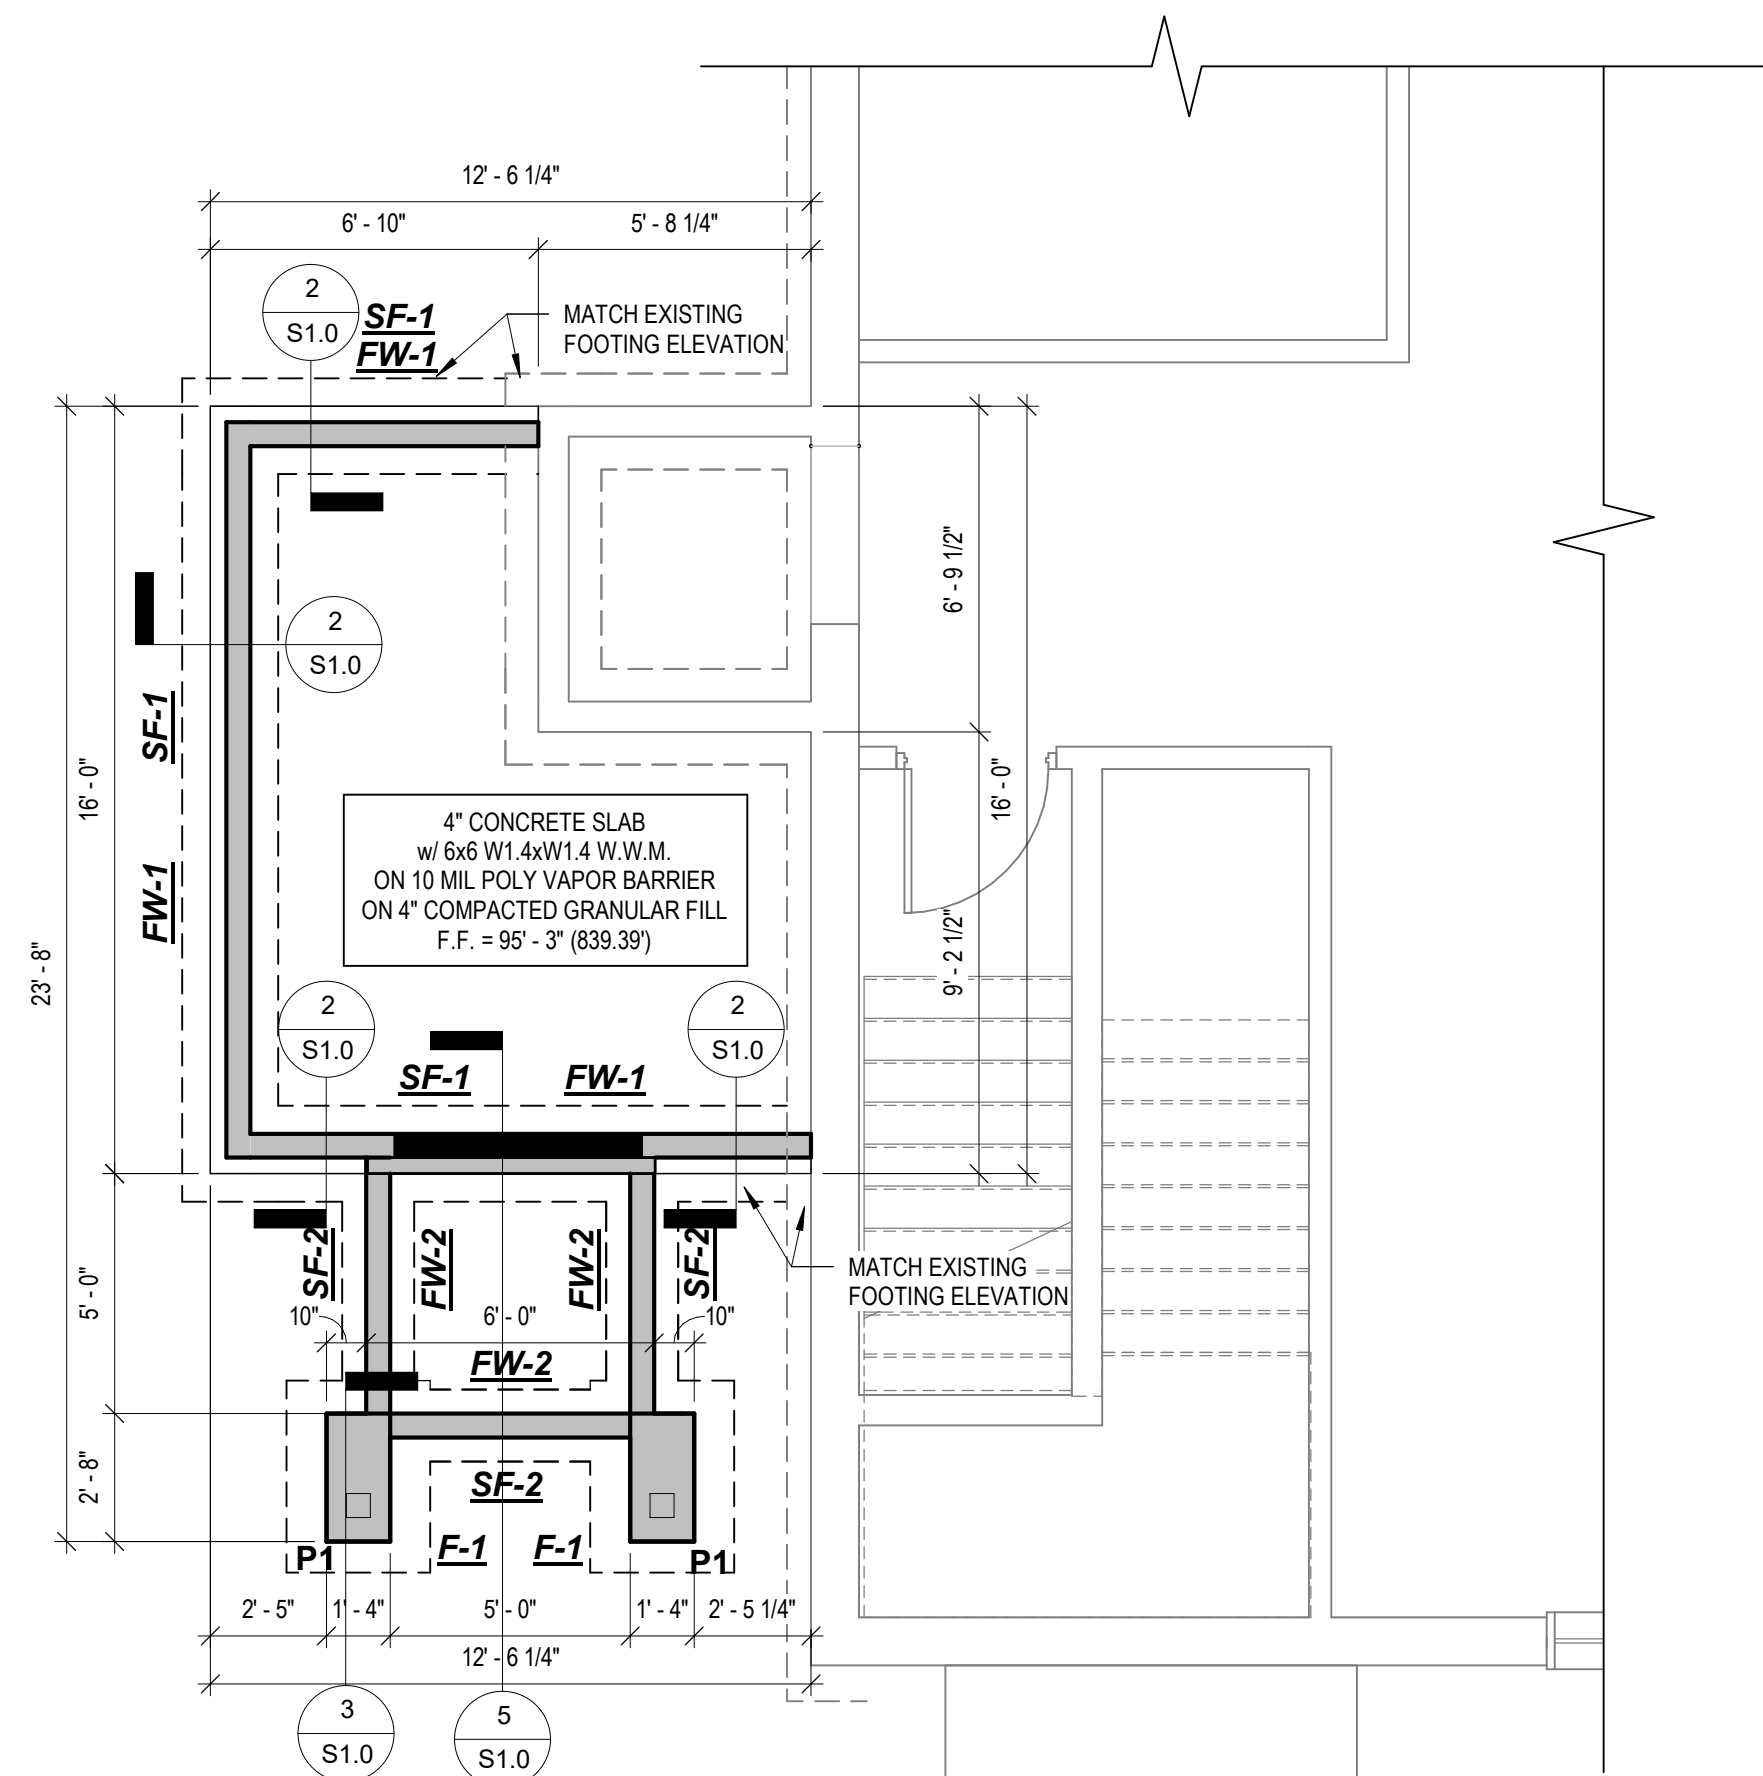 12' - 6 1/4"
6' - 10"
5' - 8 1/4"
2
S1.0
SF-1
FW-1
MATCH EXISTING
FOOTING ELEVATION
6' - 9 1/2"
2
S1.0
SF-1
16' - 0"
16' - 0"
4" CONCRETE SLAB
w/ 6x6 W1.4xW1.4 W.W.M.
ON 10 MIL POLY VAPOR BARRIER
ON 4" COMPACTED GRANULAR FILL
F.F. = 95' - 3" (839.39')
FW-1
23' - 8"
9' - 2 1/2"
2
S1.0
2
S1.0
SF-1
FW-1
SF-2
FW-2
FW-2
SF-2
MATCH EXISTING
FOOTING ELEVATION
5' - 0"
10"
6' - 0"
10"
FW-2
2' - 8"
SF-2
P1
F-1
F-1
P1
2' - 5"
1' - 4"
5' - 0"
1' - 4"
2' - 5 1/4"
12' - 6 1/4"
3
S1.0
5
S1.0